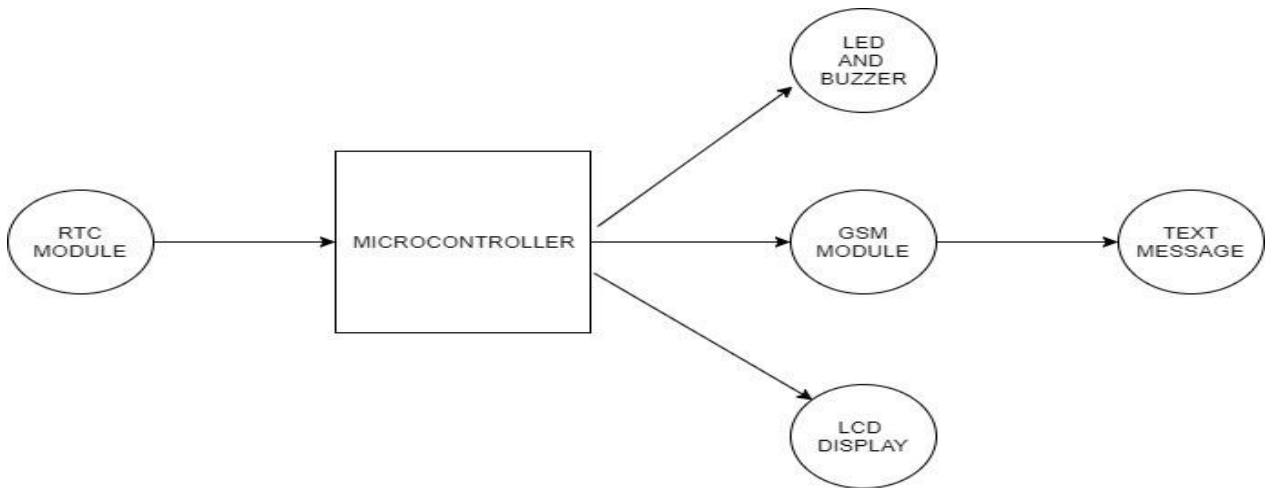 LED
AND
BUZZER
RTC
MODULE
MICROCONTROLLER
GSM
MODULE
TEXT
MESSAGE
LCD
DISPLAY